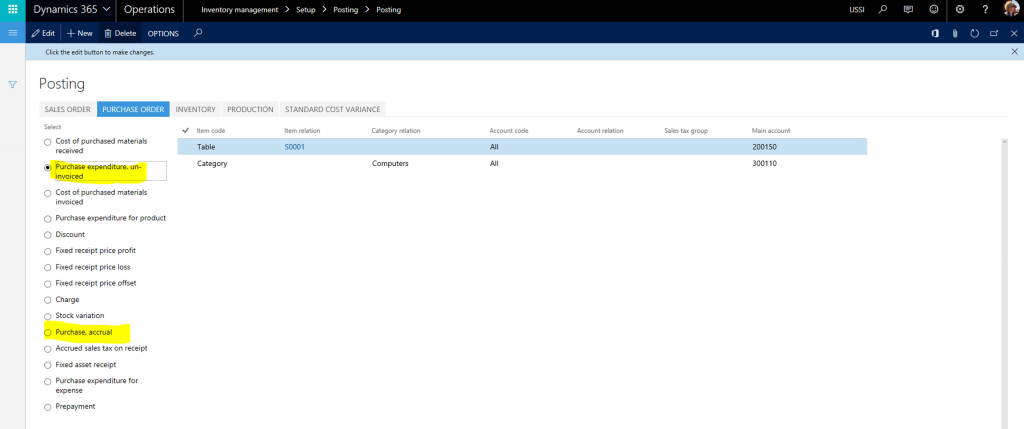 Dynamics 365 Operations Inventory management > Setup > Posting > Posting USSI ?
Edit + New Delete OPTIONS
Click the edit button to make changes.
Posting
SALES ORDER PURCHASE ORDER INVENTORY PRODUCTION STANDARD COST VARIANCE
Select
Cost of purchased materials
received
Purchase expenditure, un-
invoiced
Cost of purchased materials
invoiced
Purchase expenditure for product
Discount
Fixed receipt price profit
Fixed receipt price loss
Fixed receipt price offset
Charge
Stock variation
Purchase, accrual
Accrued sales tax on receipt
Fixed asset receipt
Purchase expenditure for
expense
Prepayment
Item code Item relation Category relation Account code Account relation Sales tax group Main account
Table S0001 All 200150
Category Computers All 300110